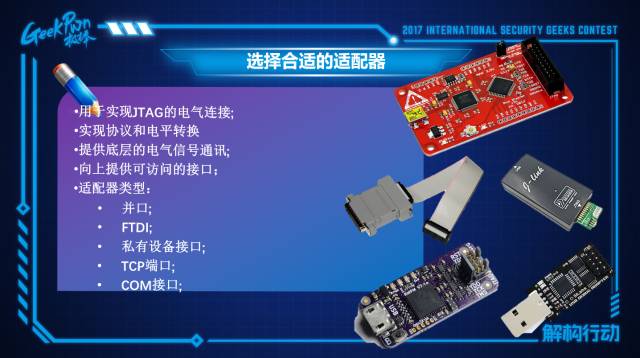 GeekPwn
极棒
2017 INTERNATIONAL SECURITY GEEKS CONTEST
选择合适的适配器
•用于实现JTAG的电气连接;
•实现协议和电平转换
•提供底层的电气信号通讯;
•向上提供可访问的接口;
•适配器类型:
• 并口;
• FTDI;
• 私有设备接口;
• TCP端口;
• COM接口;
J-link
解构行动